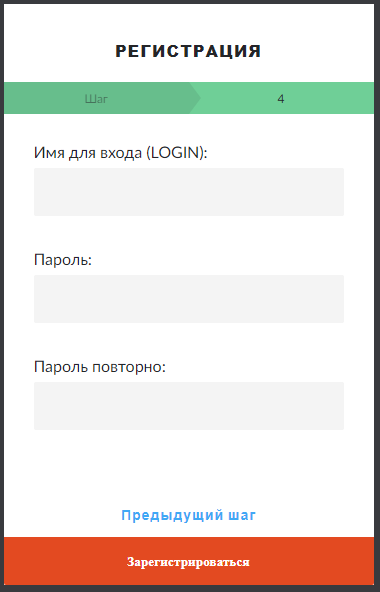 РЕГИСТРАЦИЯ
Шаг 4
Имя для входа (LOGIN):
Пароль:
Пароль повторно:
Предыдущий шаг
Зарегистрироваться